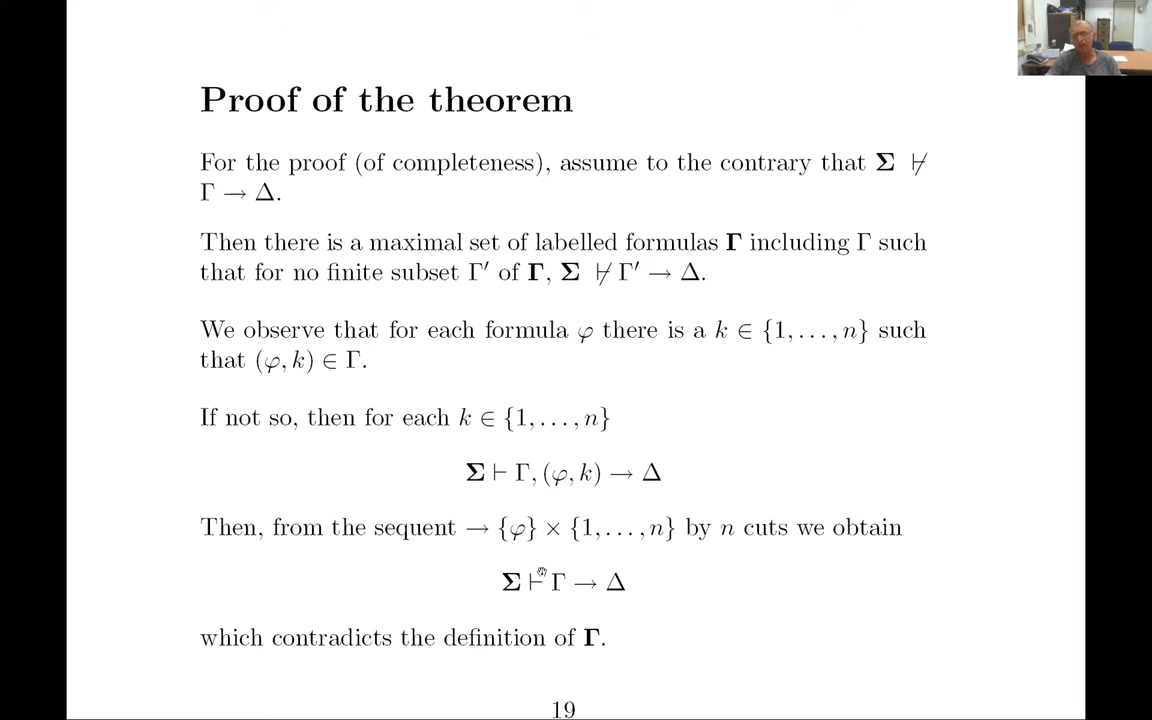 Proof of the theorem
For the proof (of completeness), assume to the contrary that 𝚺 ⊬
Γ → Δ.
Then there is a maximal set of labelled formulas 𝚪 including Γ such
that for no finite subset Γ′ of 𝚪, 𝚺 ⊬ Γ′ → Δ.
We observe that for each formula φ there is a k ∈ {1, . . . , n} such
that (φ, k) ∈ Γ.
If not so, then for each k ∈ {1, . . . , n}
𝚺 ⊢ Γ, (φ, k) → Δ
Then, from the sequent → {φ} × {1, . . . , n} by n cuts we obtain
𝚺 ⊢ Γ → Δ
which contradicts the definition of 𝚪.
19